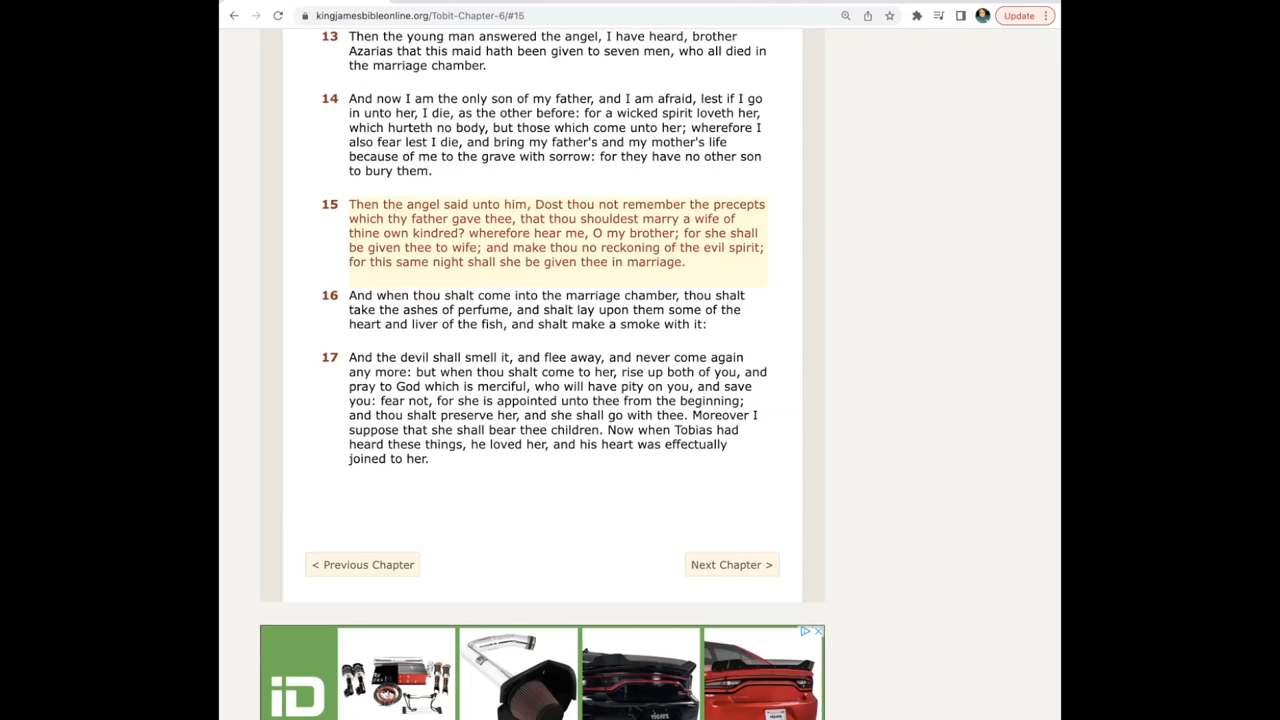 kingjamesbibleonline.org/Tobit-Chapter-6/#15
Update
13 Then the young man answered the angel, I have heard, brother
Azarias that this maid hath been given to seven men, who all died in
the marriage chamber.
14 And now I am the only son of my father, and I am afraid, lest if I go
in unto her, I die, as the other before: for a wicked spirit loveth her,
which hurteth no body, but those which come unto her; wherefore I
also fear lest I die, and bring my father's and my mother's life
because of me to the grave with sorrow: for they have no other son
to bury them.
15 Then the angel said unto him, Dost thou not remember the precepts
which thy father gave thee, that thou shouldest marry a wife of
thine own kindred? wherefore hear me, O my brother; for she shall
be given thee to wife; and make thou no reckoning of the evil spirit;
for this same night shall she be given thee in marriage.
16 And when thou shalt come into the marriage chamber, thou shalt
take the ashes of perfume, and shalt lay upon them some of the
heart and liver of the fish, and shalt make a smoke with it:
17 And the devil shall smell it, and flee away, and never come again
any more: but when thou shalt come to her, rise up both of you, and
pray to God which is merciful, who will have pity on you, and save
you: fear not, for she is appointed unto thee from the beginning;
and thou shalt preserve her, and she shall go with thee. Moreover I
suppose that she shall bear thee children. Now when Tobias had
heard these things, he loved her, and his heart was effectually
joined to her.
< Previous Chapter
Next Chapter >
iD